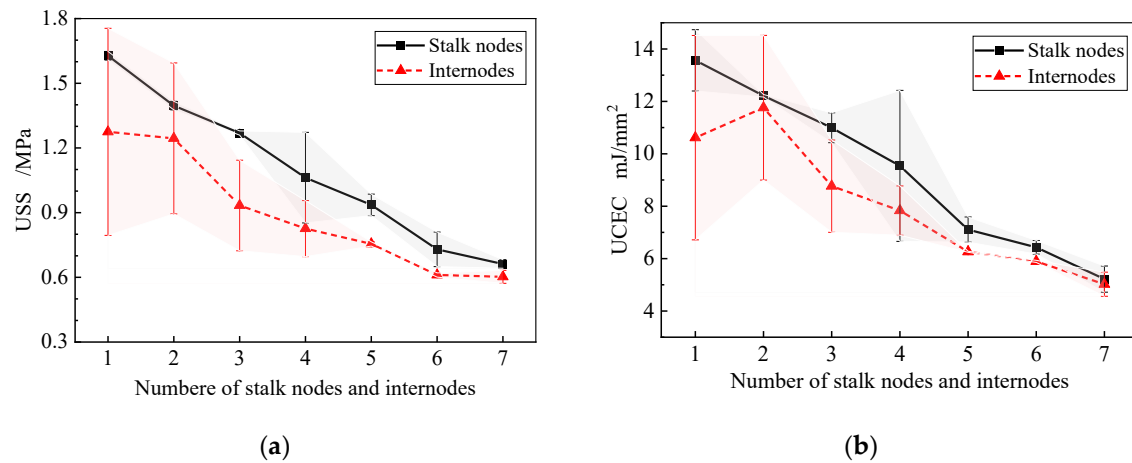 1.8
1.5
1.2
0.9
0.6
0.3
USS /MPa
Stalk nodes
Internodes
1 2 3 4 5 6 7
Numbere of stalk nodes and internodes
(a)
14
12
10
8
6
4
UCEC mJ/mm²
Stalk nodes
Internodes
1 2 3 4 5 6 7
Number of stalk nodes and internodes
(b)